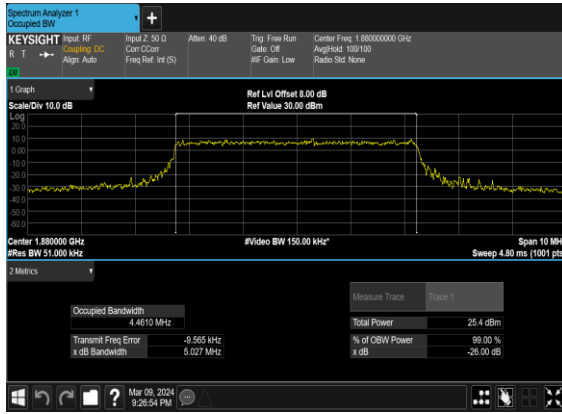 Spectrum Analyzer 1
Occupied BW
+
KEYSIGHT
R T
LXI
Input: RF
Coupling: DC
Align: Auto
Input Z: 50 Ω
Corr CCorr
Freq Ref: Int (S)
Atten: 40 dB
Trig: Free Run
Gate: Off
#IF Gain: Low
Center Freq: 1.880000000 GHz
Avg|Hold: 100/100
Radio Std: None
1 Graph
Scale/Div 10.0 dB
Ref Lvl Offset 8.00 dB
Ref Value 30.00 dBm
Log
20.0
10.0
0.00
-10.0
-20.0
-30.0
-40.0
-50.0
-60.0
Center 1.880000 GHz
#Res BW 51.000 kHz
#Video BW 150.00 kHz*
Span 10 MH
Sweep 4.80 ms (1001 pts
2 Metrics
Measure Trace
Trace 1
Occupied Bandwidth
4.4610 MHz
Total Power
25.4 dBm
Transmit Freq Error
-9.565 kHz
% of OBW Power
99.00 %
x dB Bandwidth
5.027 MHz
x dB
-26.00 dB
?
Mar 09, 2024
9:26:54 PM